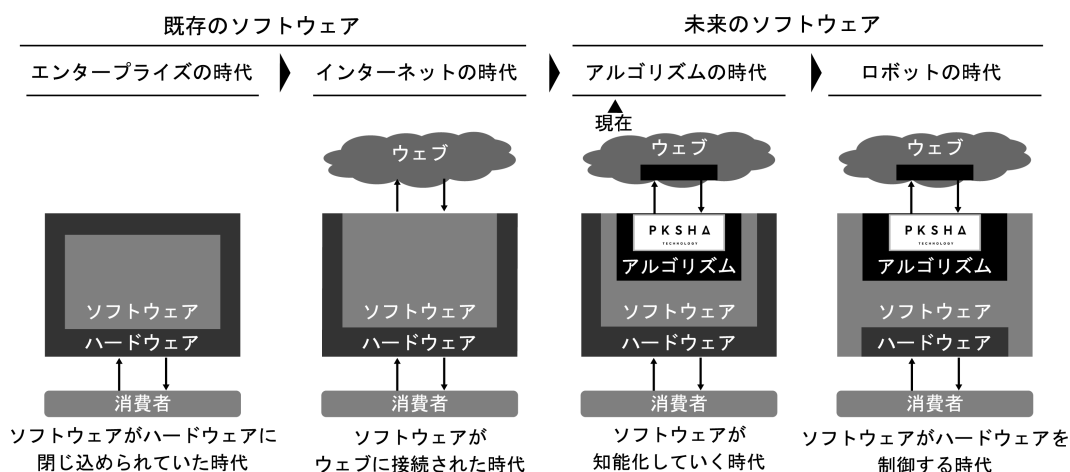 既存のソフトウェア
未来のソフトウェア
エンタープライズの時代
インターネットの時代
アルゴリズムの時代
ロボットの時代
現在
ソフトウェア
ハードウェア
消費者
ソフトウェアがハードウェアに
閉じ込められていた時代
ウェブ
ソフトウェア
ハードウェア
消費者
ソフトウェアが
ウェブに接続された時代
ウェブ
PKSHA
TECHNOLOGY
アルゴリズム
ソフトウェア
ハードウェア
消費者
ソフトウェアが
知能化していく時代
ウェブ
PKSHA
TECHNOLOGY
アルゴリズム
ソフトウェア
ハードウェア
消費者
ソフトウェアがハードウェアを
制御する時代